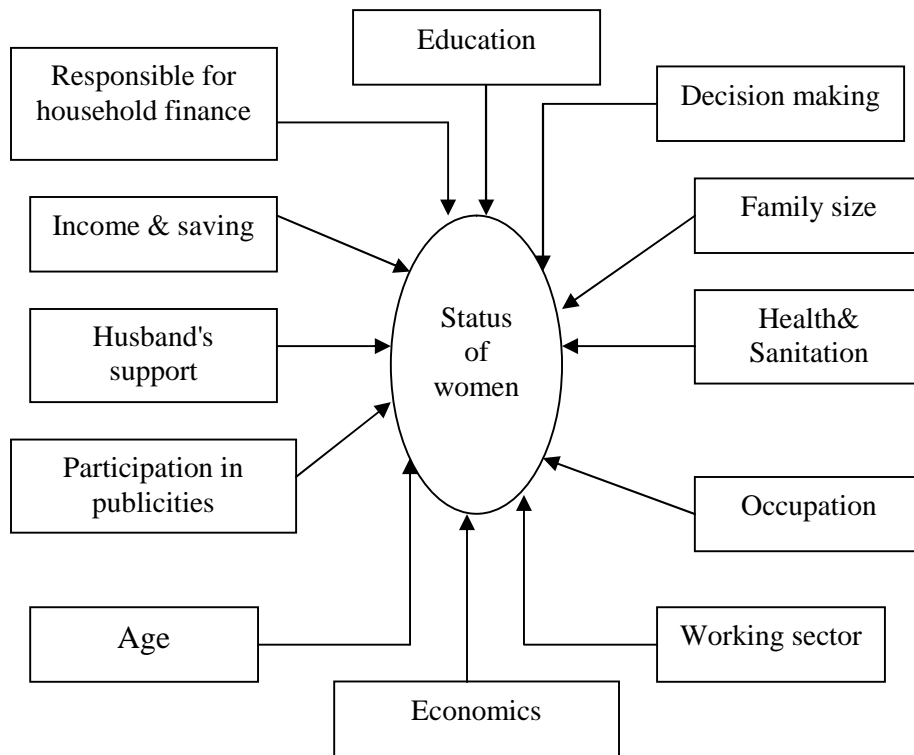 Education
Responsible for
household finance
Decision making
Income & saving
Family size
Husband's
support
Status
of
women
Health&
Sanitation
Participation in
publicities
Occupation
Age
Working sector
Economics